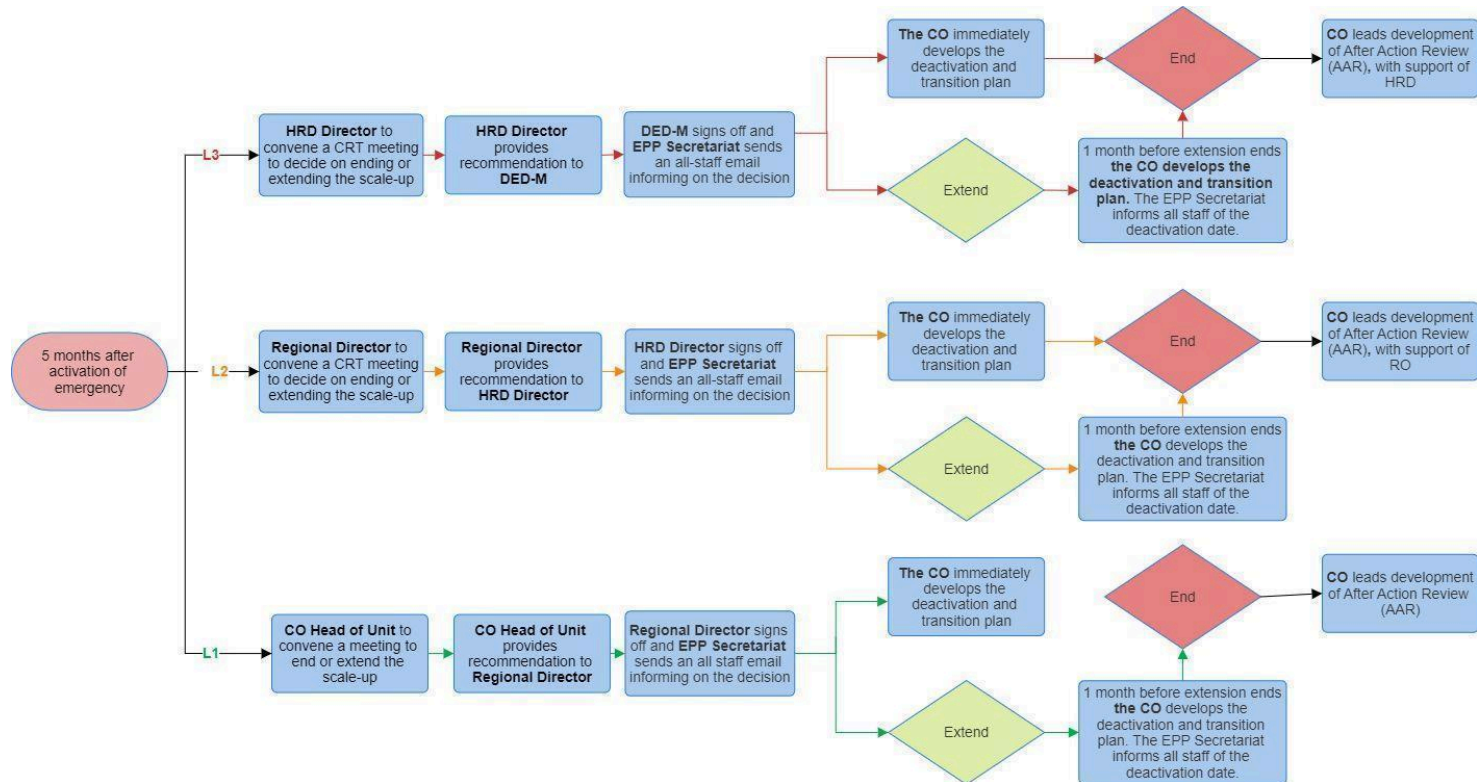 5 months after
activation of
emergency
L3
HRD Director to
convene a CRT meeting
to decide on ending or
extending the scale-up
HRD Director
provides
recommendation to
DED-M
DED-M signs off and
EPP Secretariat sends
an all-staff email
informing on the decision
The CO immediately
develops the
deactivation and
transition plan
End
CO leads development
of After Action Review
(AAR), with support of
HRD
Extend
1 month before extension ends
the CO develops the
deactivation and transition
plan. The EPP Secretariat
informs all staff of the
deactivation date.
L2
Regional Director to
convene a CRT meeting
to decide on ending or
extending the scale-up
Regional Director
provides
recommendation to
HRD Director
HRD Director signs off
and EPP Secretariat
sends an all-staff email
informing on the decision
The CO immediately
develops the
deactivation and
transition plan
End
CO leads development
of After Action Review
(AAR), with support of
RO
Extend
1 month before extension ends
the CO develops the
deactivation and transition
plan. The EPP Secretariat
informs all staff of the
deactivation date.
L1
CO Head of Unit to
convene a meeting to
end or extend the
scale-up
CO Head of Unit
provides
recommendation to
Regional Director
Regional Director signs
off and EPP Secretariat
sends an all staff email
informing on the decision
The CO immediately
develops the
deactivation and
transition plan
End
CO leads development
of After Action Review
(AAR)
Extend
1 month before extension ends
the CO develops the
deactivation and transition
plan. The EPP Secretariat
informs all staff of the
deactivation date.